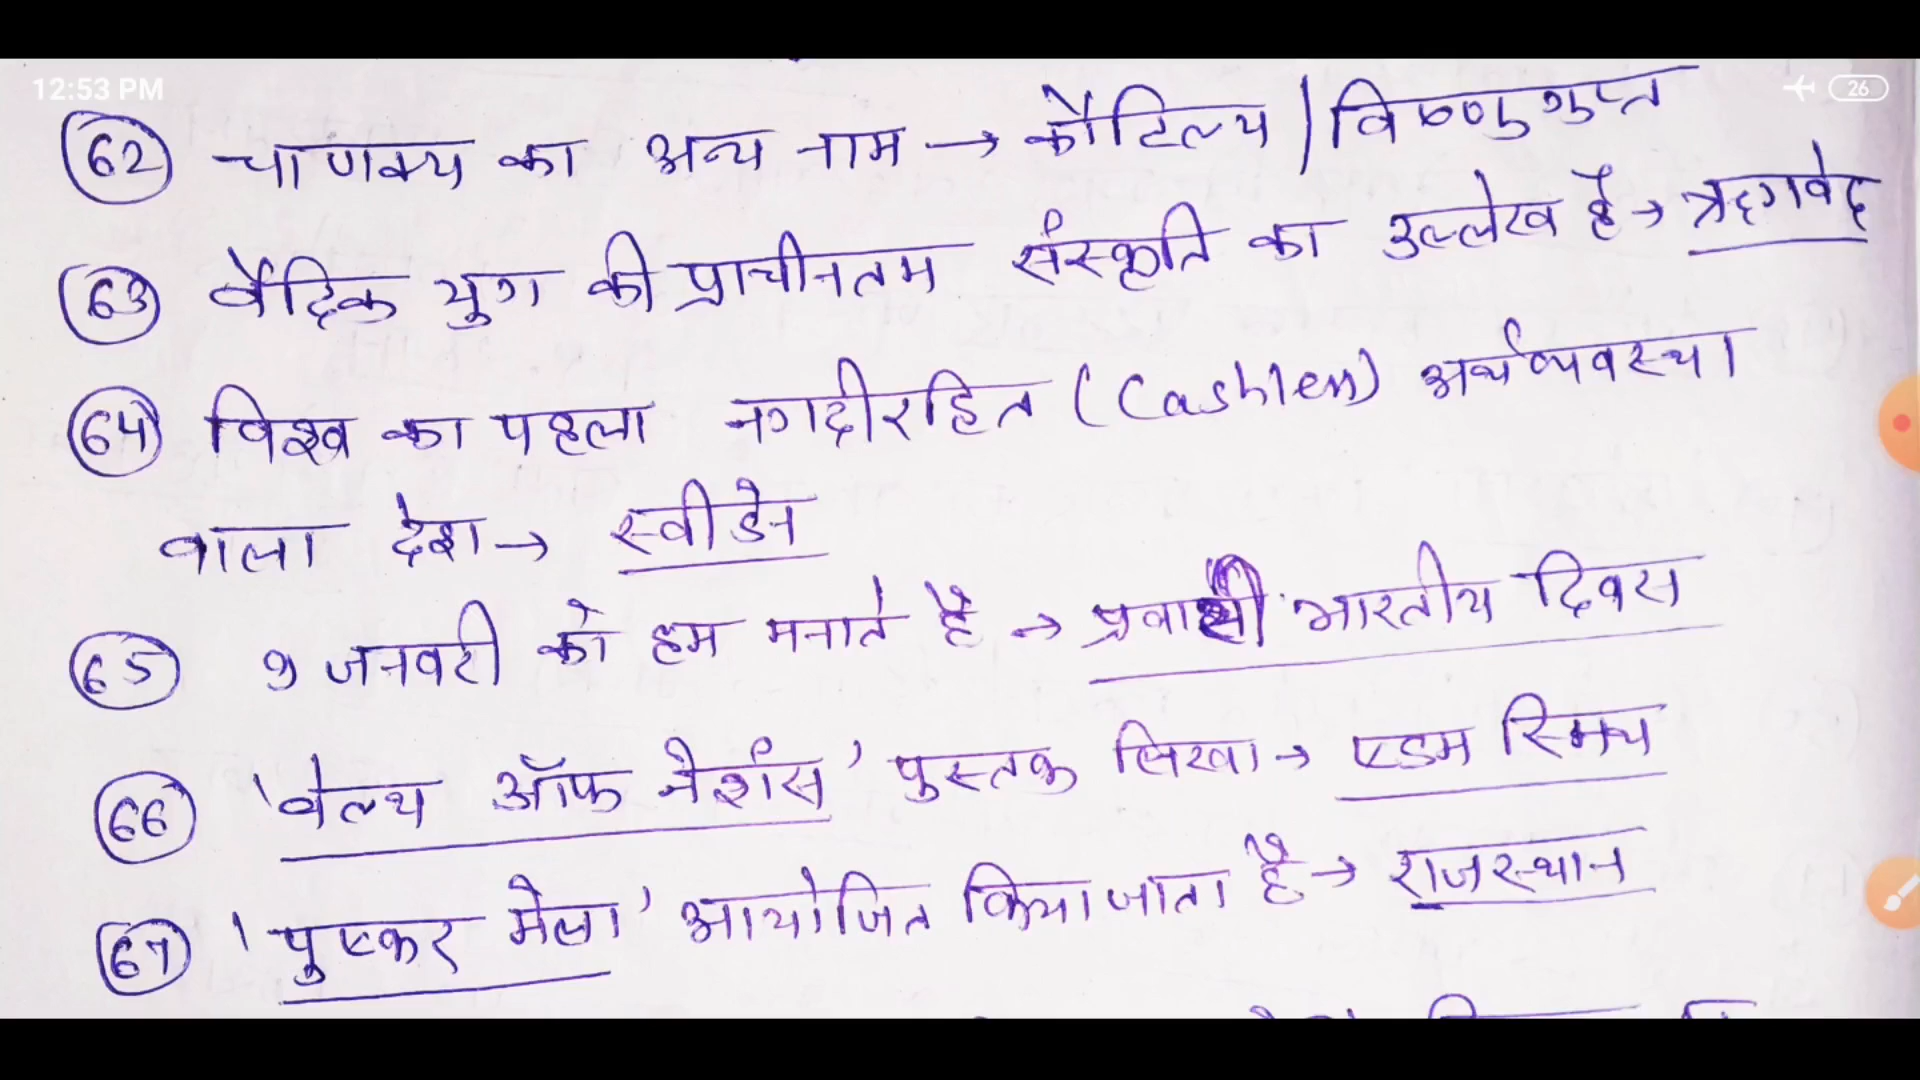 12:53 PM
26
62 चाणक्य का अन्य नाम → कौटिल्य | विष्णुगुप्त
63 वैदिक युग की प्राचीनतम संस्कृति का उल्लेख है → ऋग्वेद
64 विश्व का पहला नगदीरहित (Cashless) अर्थव्यवस्था
वाला देश → स्वीडेन
65 9 जनवरी को हम मनाते है → प्रवासी भारतीय दिवस
66 'वेल्थ ऑफ नेशंस' पुस्तक लिखा → एडम स्मिथ
67 'पुष्कर मेला' आयोजित किया जाता है → राजस्थान